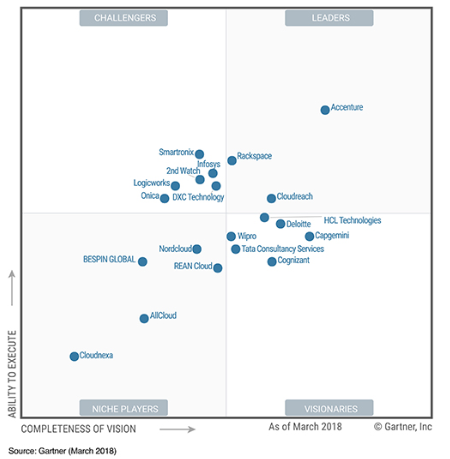 CHALLENGERS
LEADERS
Accenture
Smartronix
Rackspace
Infosys
2nd Watch
Logicworks
Onica
DXC Technology
Cloudreach
HCL Technologies
Deloitte
Wipro
Capgemini
Nordcloud
Tata Consultancy Services
BESPIN GLOBAL
REAN Cloud
Cognizant
AllCloud
Cloudnexa
ABILITY TO EXECUTE
NICHE PLAYERS
VISIONARIES
COMPLETENESS OF VISION
As of March 2018
© Gartner, Inc
Source: Gartner (March 2018)